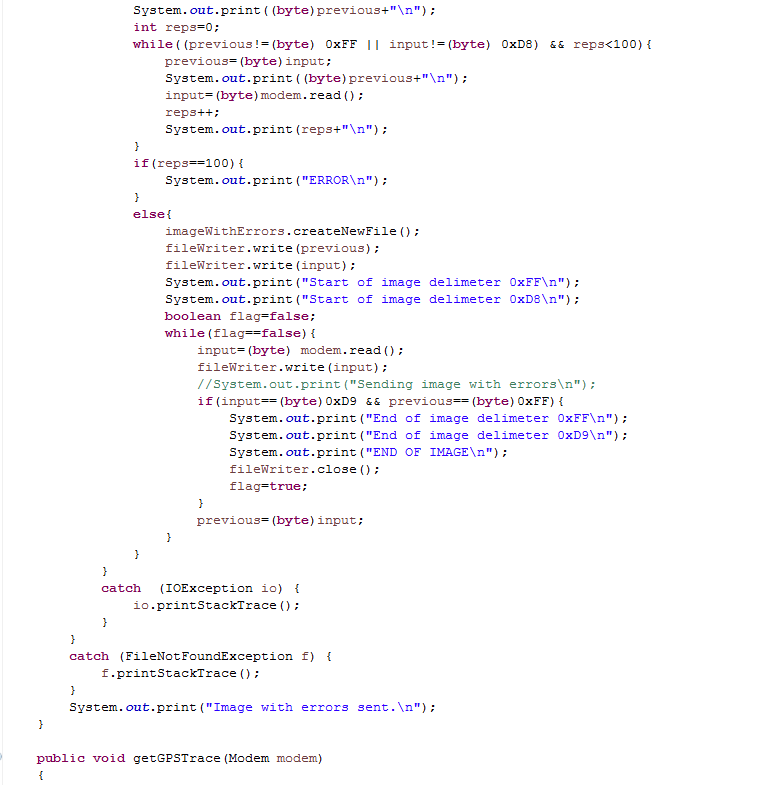 System.out.print((byte)previous+"\n");
int reps=0;
while((previous!=(byte) 0xFF || input!=(byte) 0xD8) && reps<100){
previous=(byte)input;
System.out.print((byte)previous+"\n");
input=(byte)modem.read();
reps++;
System.out.print(reps+"\n");
}
if(reps==100){
System.out.print("ERROR\n");
}
else{
imageWithErrors.createNewFile();
fileWriter.write(previous);
fileWriter.write(input);
System.out.print("Start of image delimeter 0xFF\n");
System.out.print("Start of image delimeter 0xD8\n");
boolean flag=false;
while(flag==false){
input=(byte) modem.read();
fileWriter.write(input);
//System.out.print("Sending image with errors\n");
if(input==(byte)0xD9 && previous==(byte)0xFF){
System.out.print("End of image delimeter 0xFF\n");
System.out.print("End of image delimeter 0xD9\n");
System.out.print("END OF IMAGE\n");
fileWriter.close();
flag=true;
}
previous=(byte)input;
}
}
}
catch  (IOException io) {
io.printStackTrace();
}
}
catch (FileNotFoundException f) {
f.printStackTrace();
}
System.out.print("Image with errors sent.\n");
}
public void getGPSTrace(Modem modem)
{